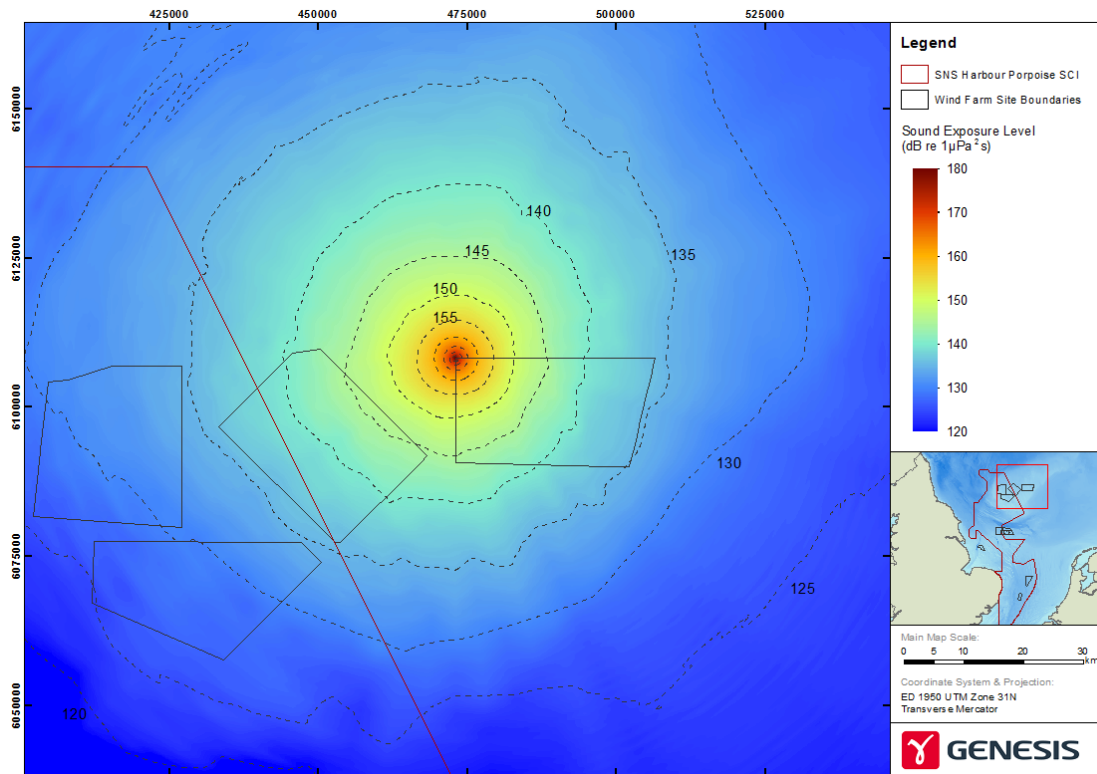 425000 450000 475000 500000 525000
6150000
6125000
6100000
6075000
6050000
140
145
135
150
155
130
125
120
Legend
SNS Harbour Porpoise SCI
Wind Farm Site Boundaries
Sound Exposure Level
(dB re 1µPa²s)
180
170
160
150
140
130
120
Main Map Scale:
0 5 10 20 30
km
Coordinate System & Projection:
ED 1950 UTM Zone 31N
Transverse Mercator
GENESIS